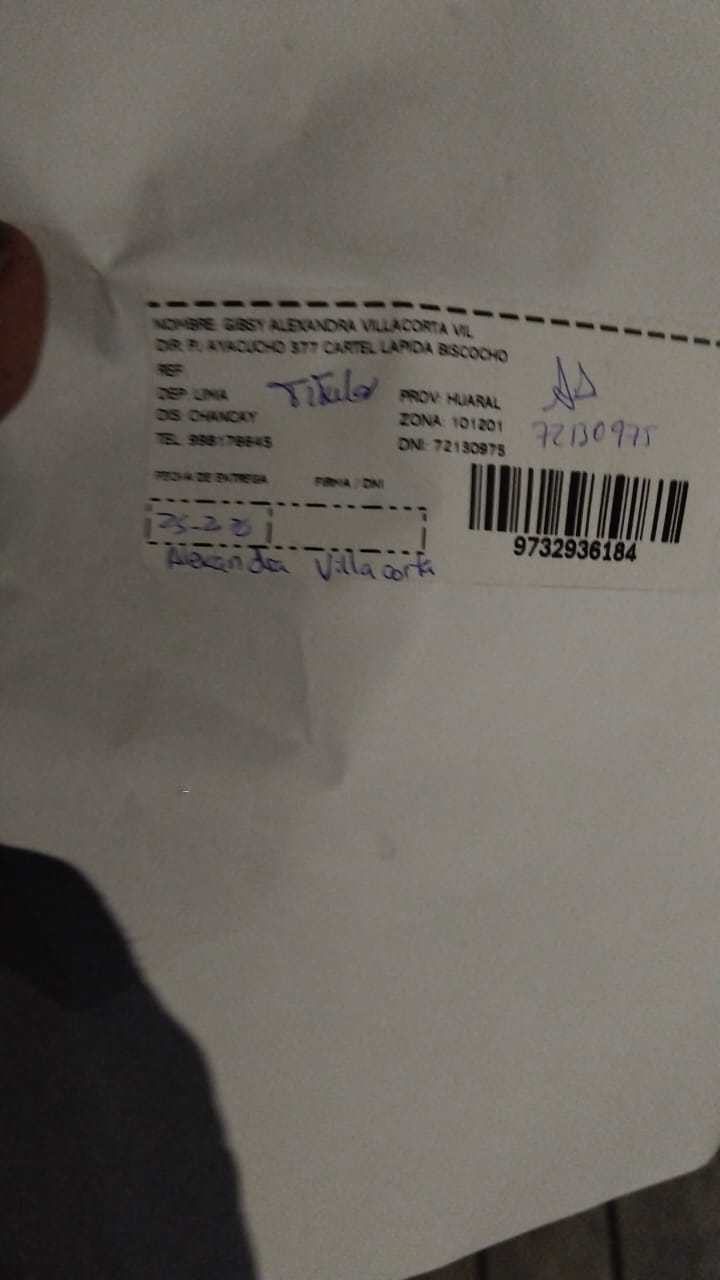 NOMBRE: GIBSY ALEXANDRA VILLACORTA VIL
DIR: P.J AYACUCHO 377 CARTEL LAPIDA BISCOCHO
REF:
DEP: LIMA
Titular
PROV: HUARAL
DIS: CHANCAY
ZONA: 101201
72130975
TEL:
DNI: 72130975
FECHA DE ENTREGA
FIRMA / DNI
Alexandra Villacorta
9732936184